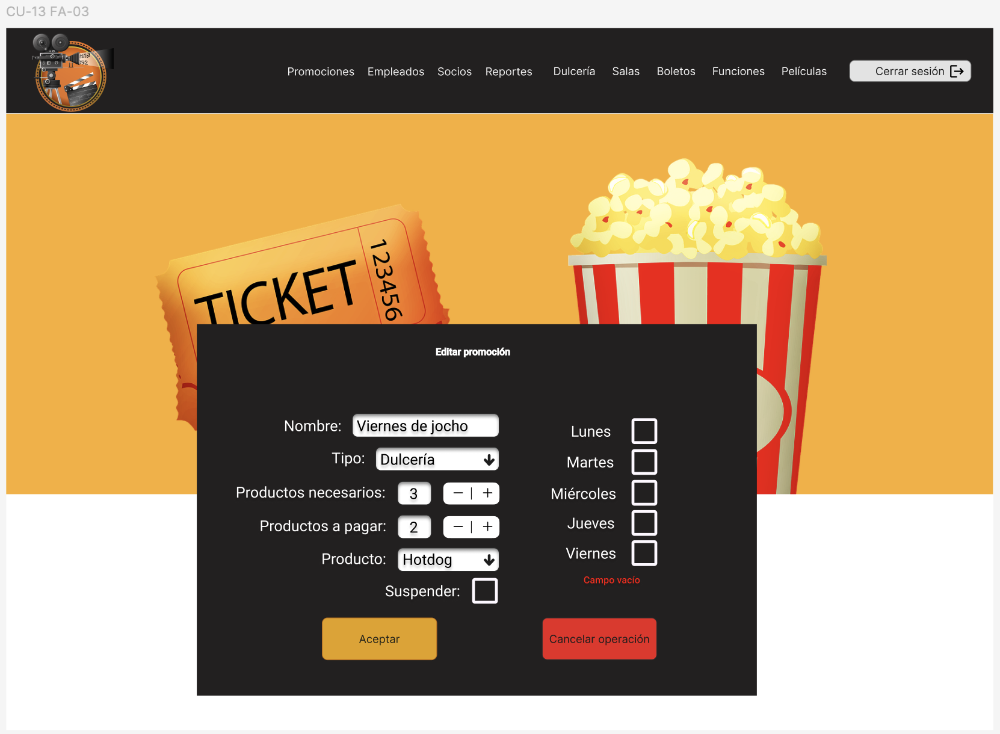 CU-13 FA-03
CINE
Promociones Empleados Socios Reportes Dulcería Salas Boletos Funciones Películas Cerrar sesión
TICKET
123456
Editar promoción
Nombre: Viernes de jocho
Tipo: Dulcería
Productos necesarios: 3 − | +
Productos a pagar: 2 − | +
Producto: Hotdog
Suspender:
Lunes
Martes
Miércoles
Jueves
Viernes
Campo vacío
Aceptar
Cancelar operación